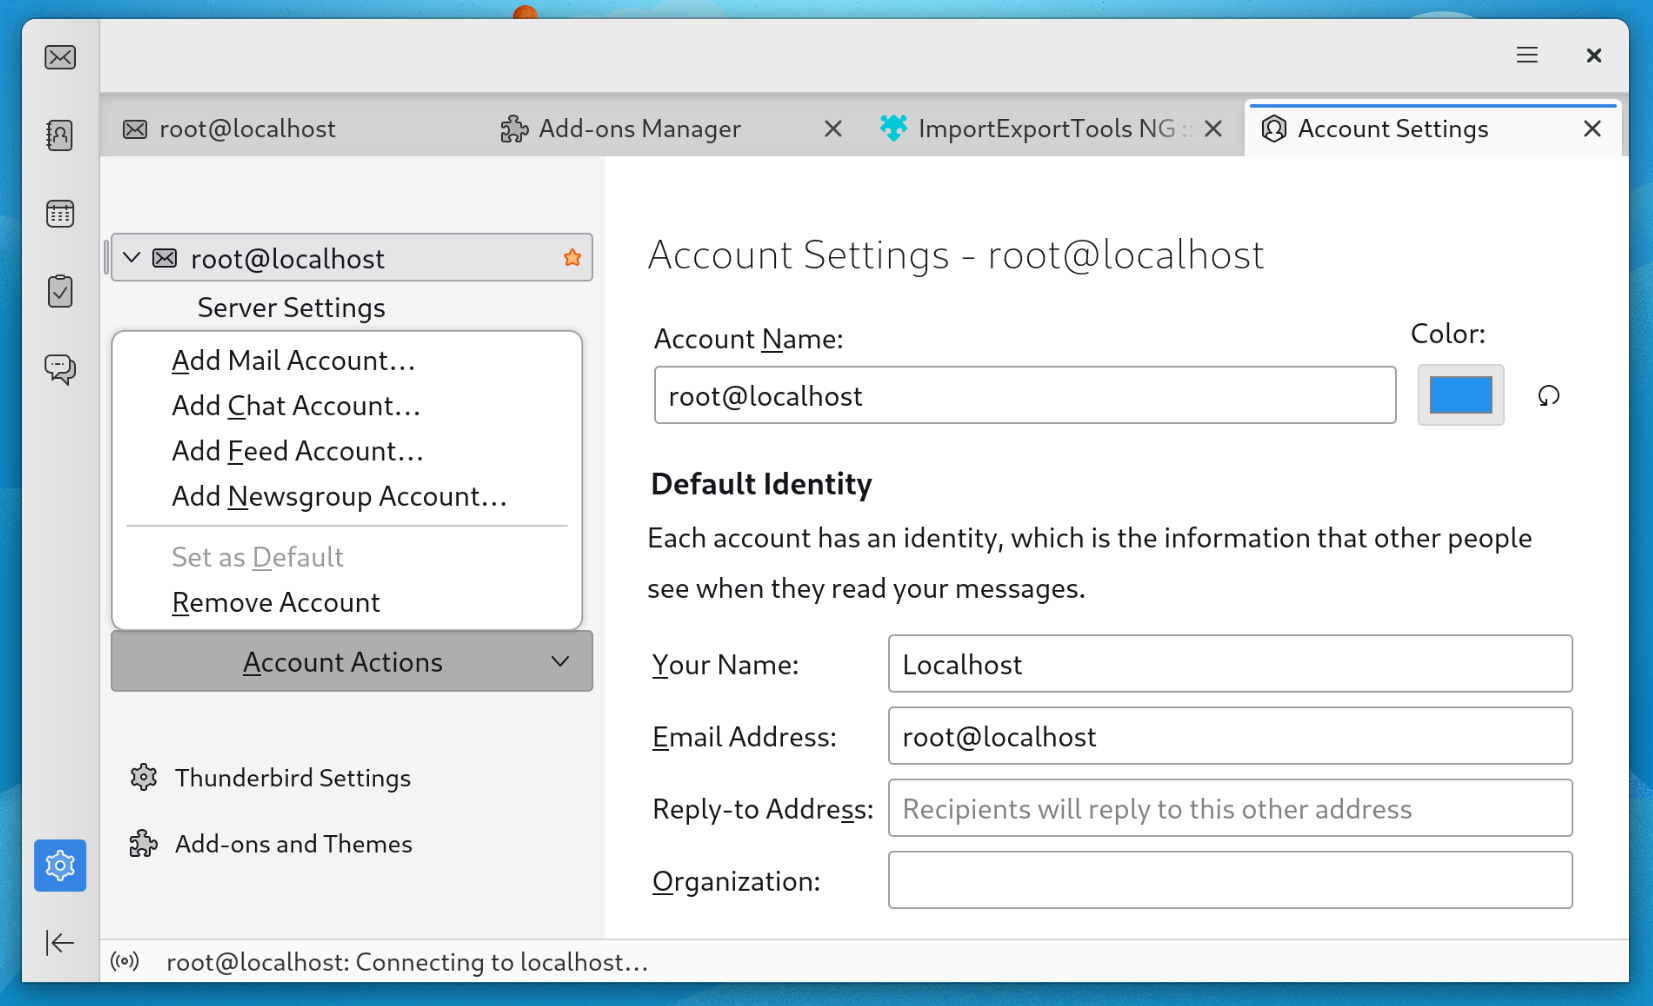 root@localhost
Add-ons Manager
ImportExportTools NG ::
Account Settings
root@localhost
Server Settings
Add Mail Account...
Add Chat Account...
Add Feed Account...
Add Newsgroup Account...
Set as Default
Remove Account
Account Actions
Thunderbird Settings
Add-ons and Themes
Account Settings - root@localhost
Account Name:
Color:
root@localhost
Default Identity
Each account has an identity, which is the information that other people
see when they read your messages.
Your Name:
Localhost
Email Address:
root@localhost
Reply-to Address:
Recipients will reply to this other address
Organization:
root@localhost: Connecting to localhost...